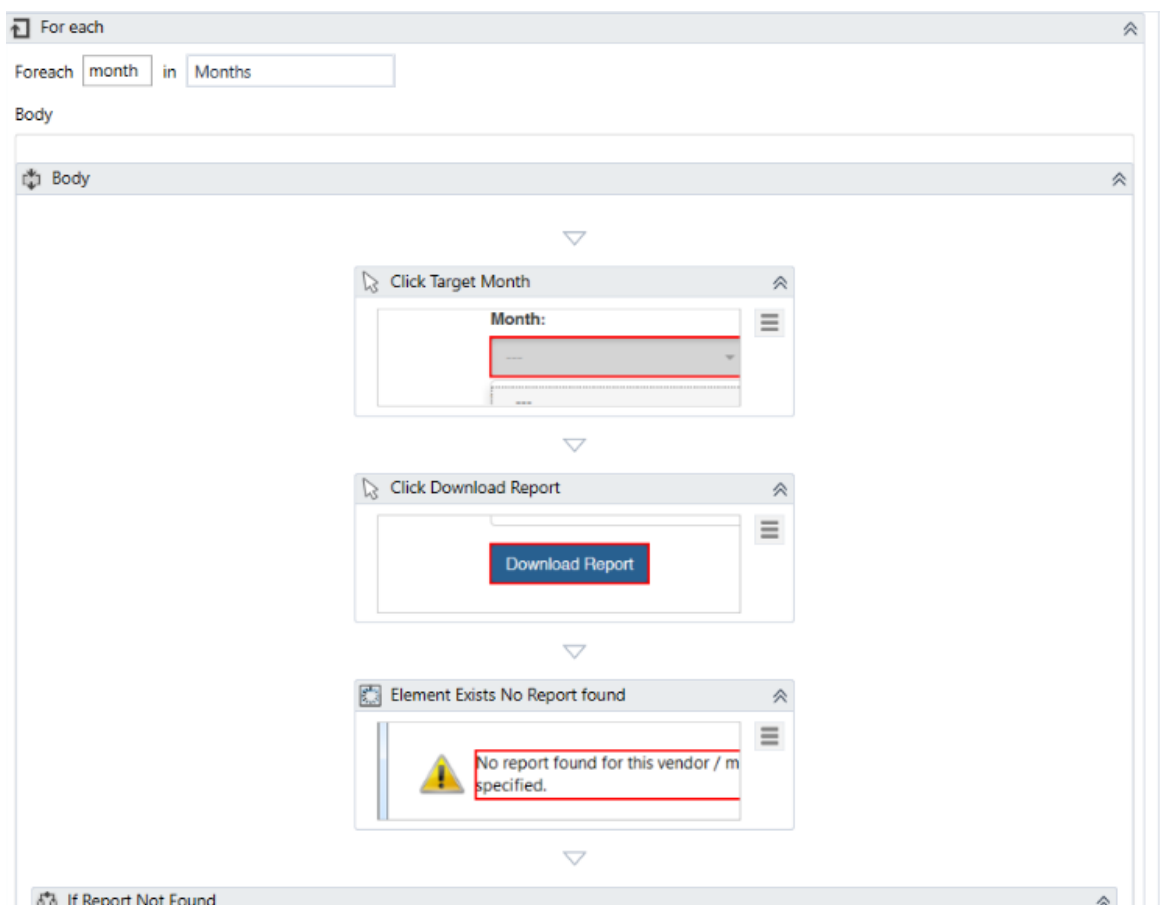 For each
Foreach month in Months
Body
Body
Click Target Month
Month:
---
---
Click Download Report
Download Report
Element Exists No Report found
No report found for this vendor / m
specified.
If Report Not Found